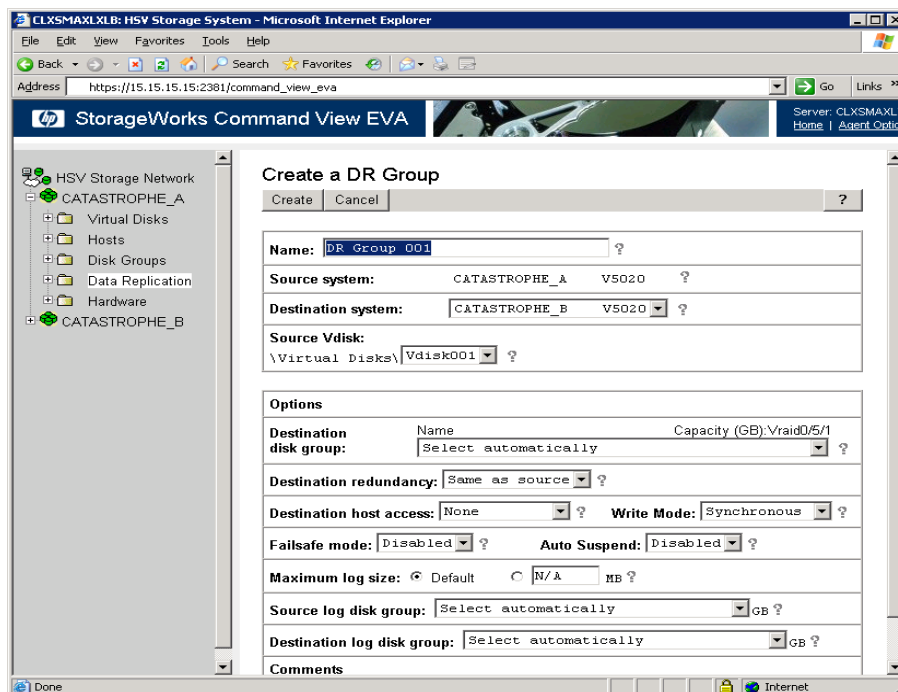 CLXSMAXLXLB: HSV Storage System - Microsoft Internet Explorer
File Edit View Favorites Tools Help
Back Search Favorites
Address https://15.15.15.15:2381/command_view_eva Go Links »
hp StorageWorks Command View EVA
Server: CLXSMAXL
Home | Agent Optio
HSV Storage Network
CATASTROPHE_A
Virtual Disks
Hosts
Disk Groups
Data Replication
Hardware
CATASTROPHE_B
Create a DR Group
Create Cancel ?
Name: DR Group 001 ?
Source system: CATASTROPHE_A V5020 ?
Destination system: CATASTROPHE_B V5020 ?
Source Vdisk:
\Virtual Disks\ Vdisk001 ?
Options
Name Capacity (GB):Vraid0/5/1
Destination disk group: Select automatically ?
Destination redundancy: Same as source ?
Destination host access: None ? Write Mode: Synchronous ?
Failsafe mode: Disabled ? Auto Suspend: Disabled ?
Maximum log size: Default N/A MB ?
Source log disk group: Select automatically GB ?
Destination log disk group: Select automatically GB ?
Comments
Done Internet